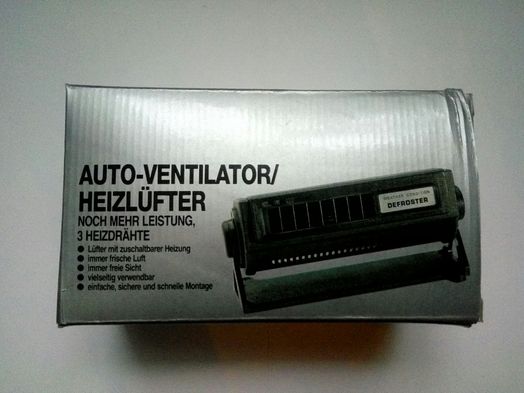 AUTO-VENTILATOR/
HEIZLÜFTER
NOCH MEHR LEISTUNG,
3 HEIZDRÄHTE
● Lüfter mit zuschaltbarer Heizung
● immer frische Luft
● immer freie Sicht
● vielseitig verwendbar
● einfache, sichere und schnelle Montage
DEFROSTER